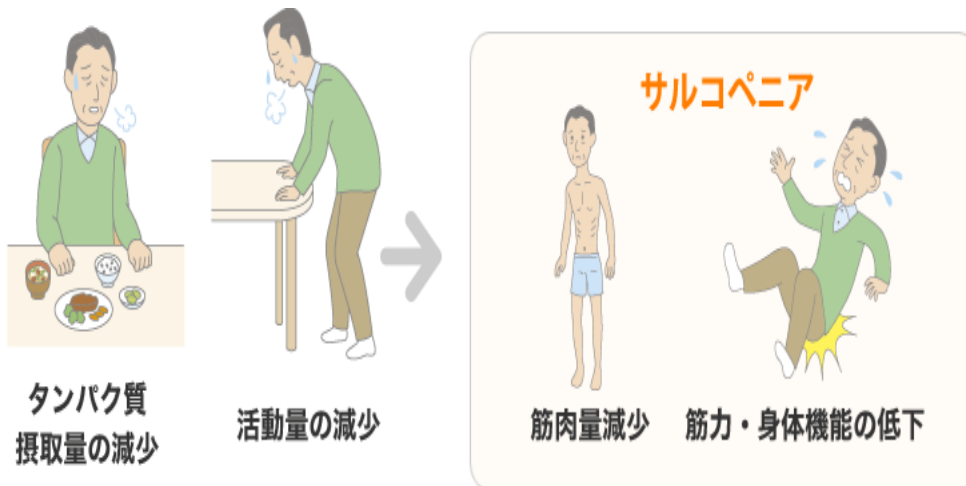 サルコペニア
タンパク質
摂取量の減少
活動量の減少
筋肉量減少
筋力・身体機能の低下